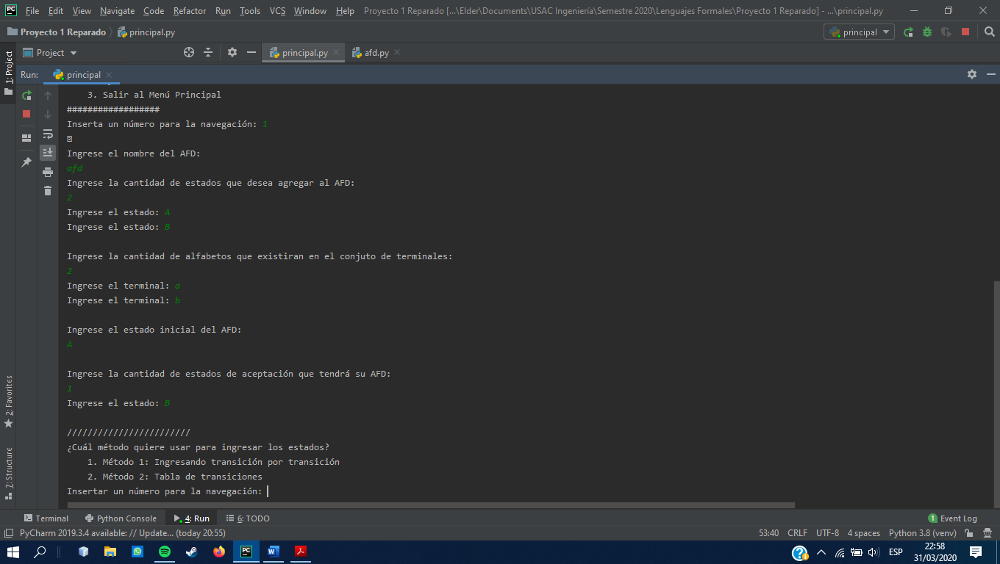 File Edit View Navigate Code Refactor Run Tools VCS Window Help Proyecto 1 Reparado [...\Elder\Documents\USAC Ingeniería\Semestre 2020\Lenguajes Formales\Proyecto 1 Reparado] - ...\principal.py
Proyecto 1 Reparado principal.py principal
1: Project
Project principal.py afd.py
Run: principal
3. Salir al Menú Principal
##################
Inserta un número para la navegación: 1
Ingrese el nombre del AFD:
afd
Ingrese la cantidad de estados que desea agregar al AFD:
2
Ingrese el estado: A
Ingrese el estado: B
Ingrese la cantidad de alfabetos que existiran en el conjuto de terminales:
2
Ingrese el terminal: a
Ingrese el terminal: b
Ingrese el estado inicial del AFD:
A
Ingrese la cantidad de estados de aceptación que tendrá su AFD:
1
Ingrese el estado: B
////////////////////////
¿Cuál método quiere usar para ingresar los estados?
1. Método 1: Ingresando transición por transición
2. Método 2: Tabla de transiciones
Insertar un número para la navegación:
2: Favorites
7: Structure
Terminal Python Console 4: Run 6: TODO 1 Event Log
PyCharm 2019.3.4 available: // Update... (today 20:55) 53:40 CRLF UTF-8 4 spaces Python 3.8 (venv)
ESP 22:58
31/03/2020